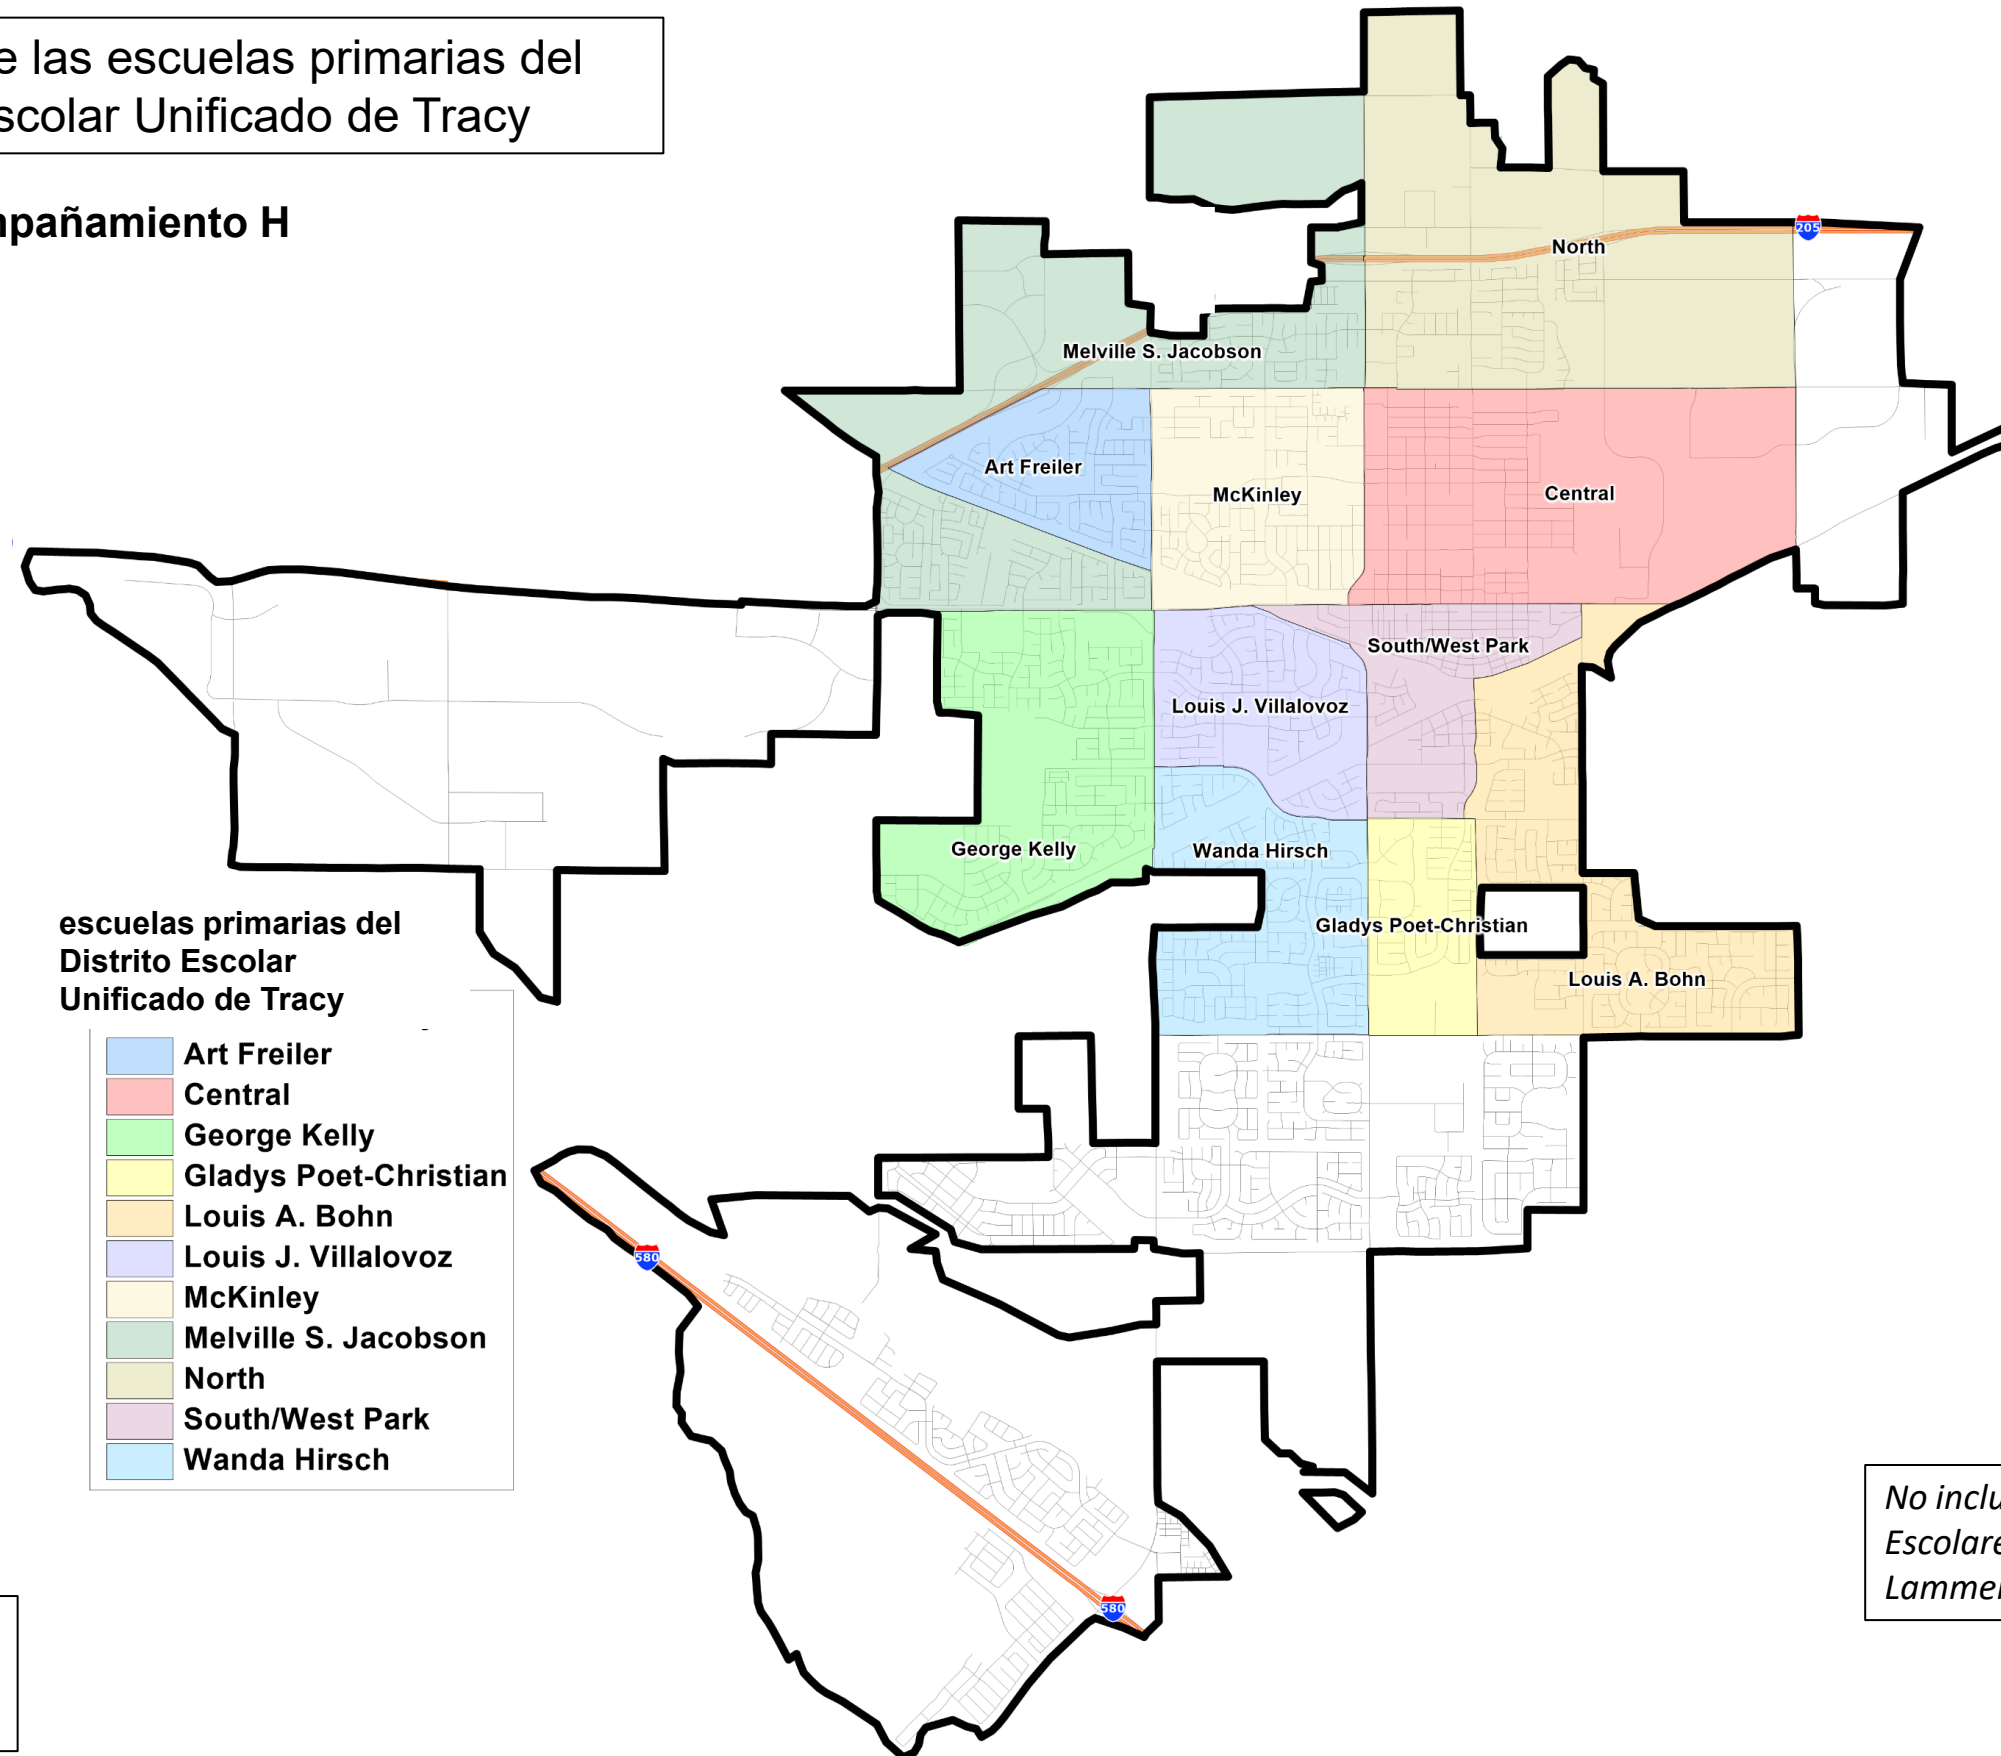 e las escuelas primarias del
scolar Unificado de Tracy
mpañamiento H
205
North
Melville S. Jacobson
Art Freiler
McKinley
Central
South/West Park
Louis J. Villalovoz
George Kelly
Wanda Hirsch
Gladys Poet-Christian
Louis A. Bohn
escuelas primarias del
Distrito Escolar
Unificado de Tracy
Art Freiler
Central
George Kelly
Gladys Poet-Christian
Louis A. Bohn
Louis J. Villalovoz
McKinley
Melville S. Jacobson
North
South/West Park
Wanda Hirsch
580
580
No inclu
Escolare
Lammer